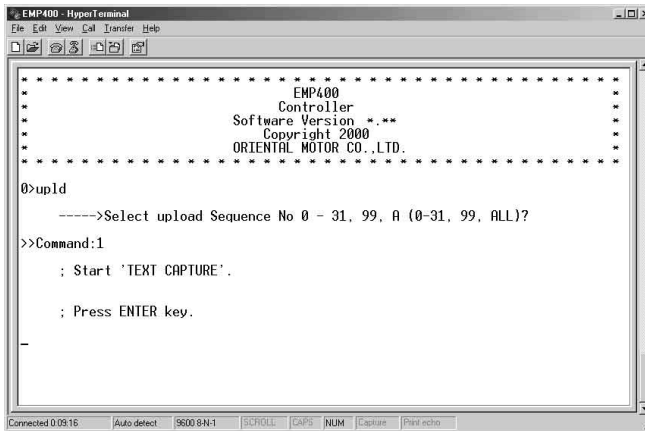 EMP400 - HyperTerminal
File Edit View Call Transfer Help
* * * * * * * * * * * * * * * * * * * * * * * * * * * * * * * * * * * * * * * *
* EMP400 *
* Controller *
* Software Version *.** *
* Copyright 2000 *
* ORIENTAL MOTOR CO.,LTD. *
* * * * * * * * * * * * * * * * * * * * * * * * * * * * * * * * * * * * * * * *
0>upld
----->Select upload Sequence No 0 - 31, 99, A (0-31, 99, ALL)?
>>Command:1
; Start 'TEXT CAPTURE'.
; Press ENTER key.
_
Connected 0:09:16 Auto detect 9600 8-N-1 SCROLL CAPS NUM Capture Print echo